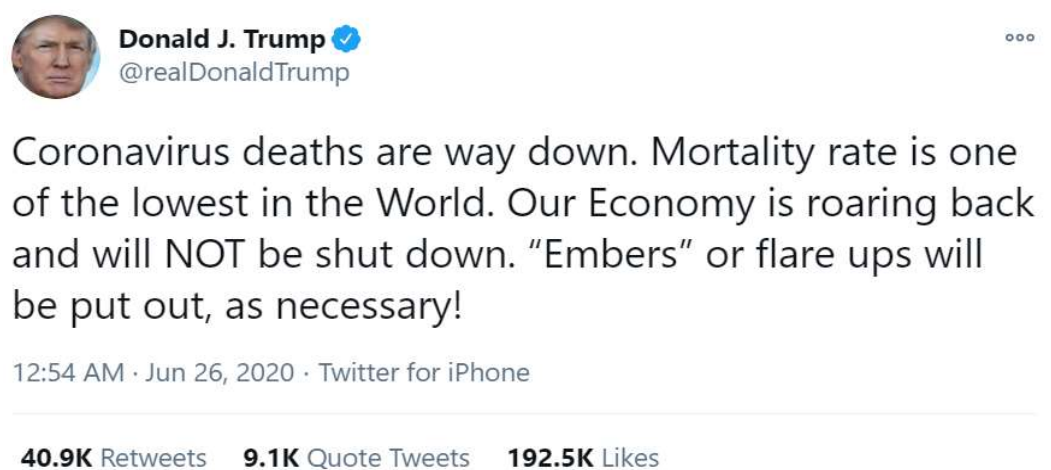 Donald J. Trump
@realDonaldTrump
Coronavirus deaths are way down. Mortality rate is one
of the lowest in the World. Our Economy is roaring back
and will NOT be shut down. “Embers” or flare ups will
be put out, as necessary!
12:54 AM · Jun 26, 2020 · Twitter for iPhone
40.9K Retweets 9.1K Quote Tweets 192.5K Likes